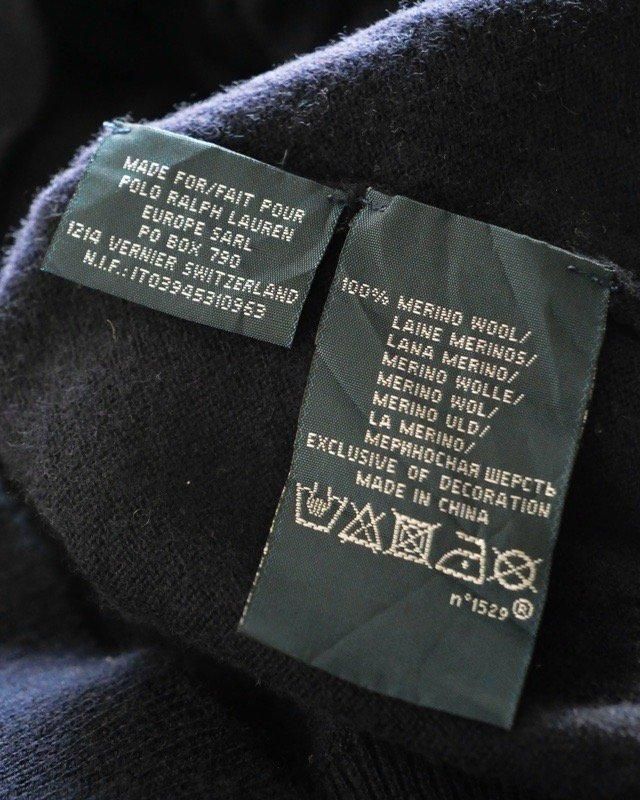 MADE FOR/FAIT POUR
POLO RALPH LAUREN
EUROPE SARL
PO BOX 790
1214 VERNIER SWITZERLAND
N.I.F.: IT03945310963
100% MERINO WOOL/
LAINE MERINOS/
LANA MERINO/
MERINO WOLLE/
MERINO WOL/
MERINO ULD/
LA MERINO/
МЕРИНОСНАЯ ШЕРСТЬ
EXCLUSIVE OF DECORATION
MADE IN CHINA
n°1529®